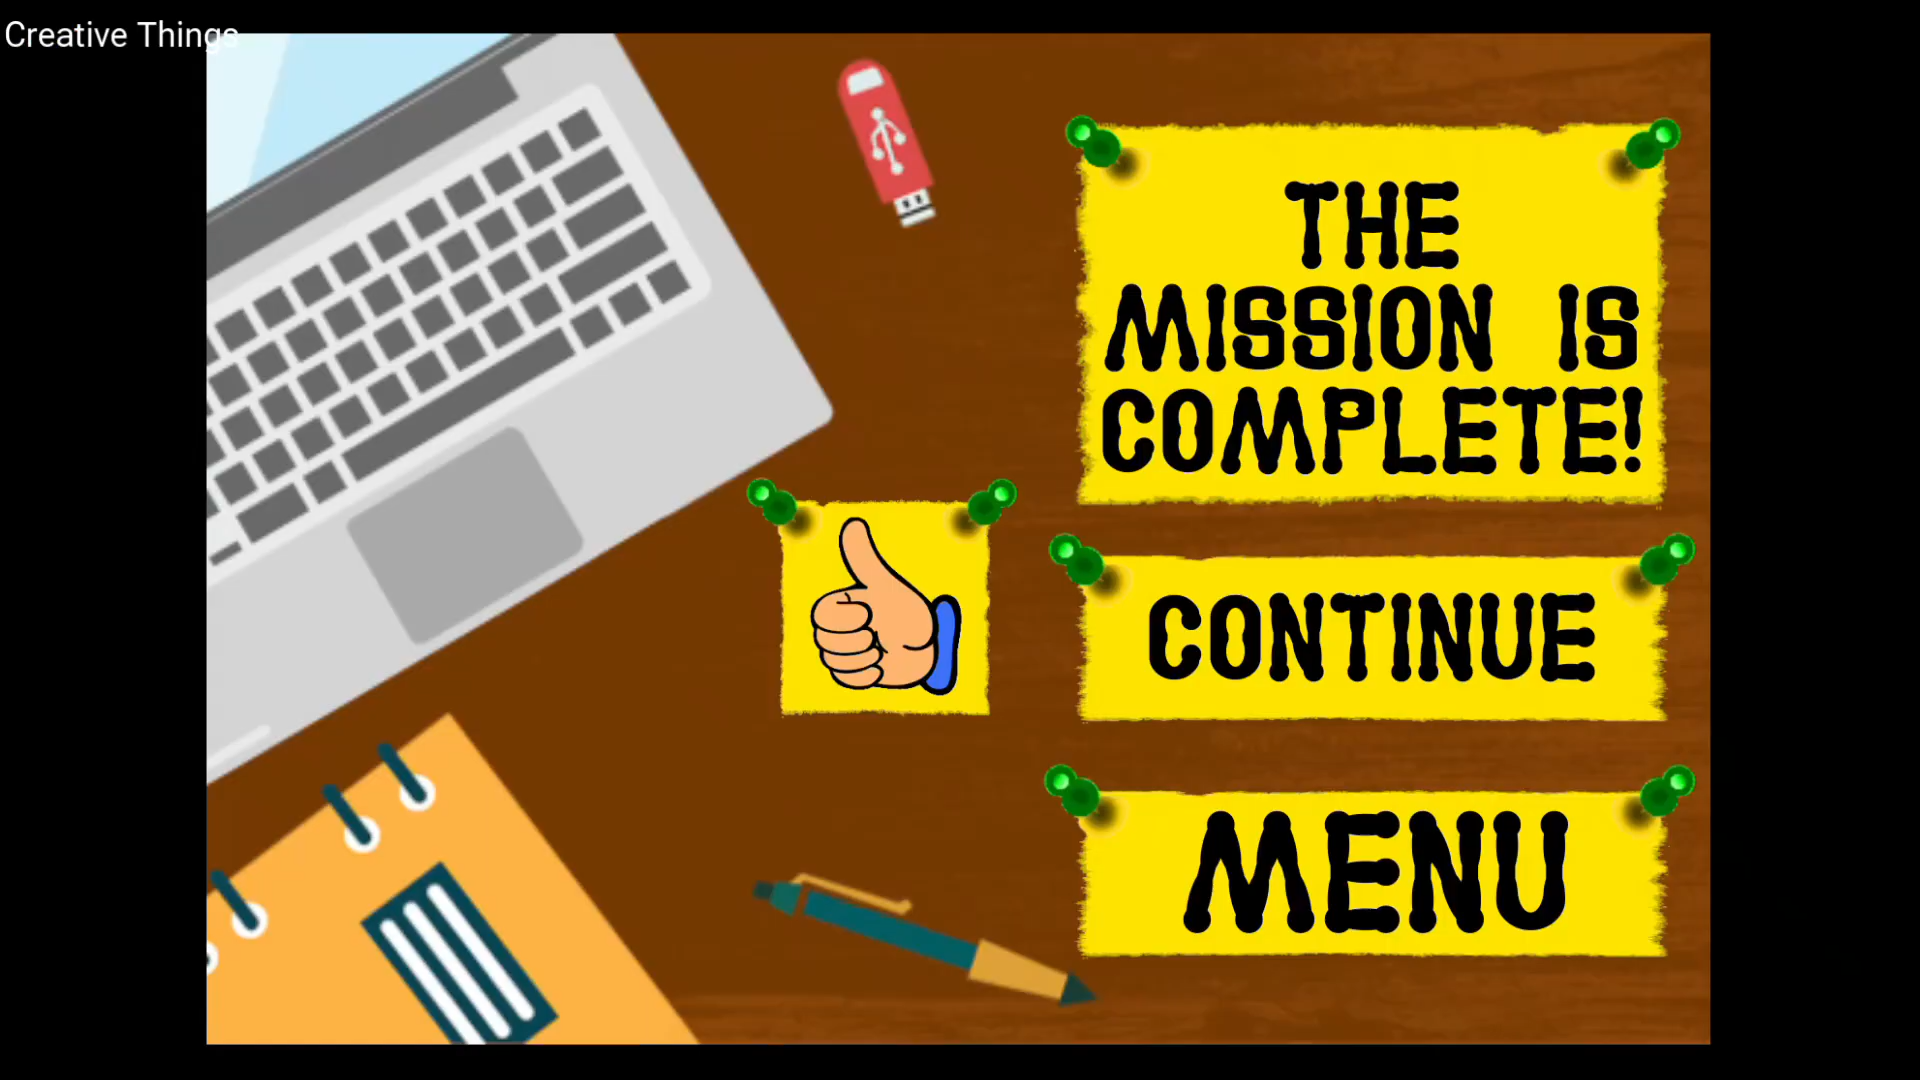 Creative Things
THE
MISSION IS
COMPLETE!
CONTINUE
MENU